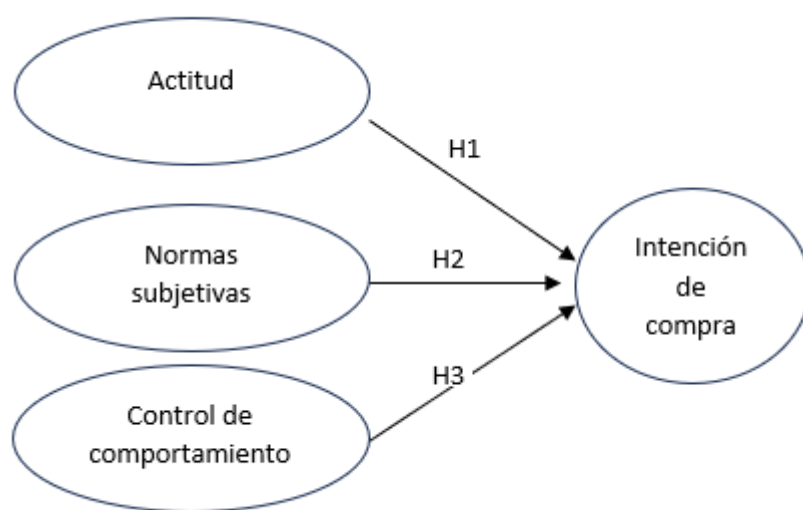 Actitud
H1
Normas
subjetivas
H2
Intención
de
compra
H3
Control de
comportamiento